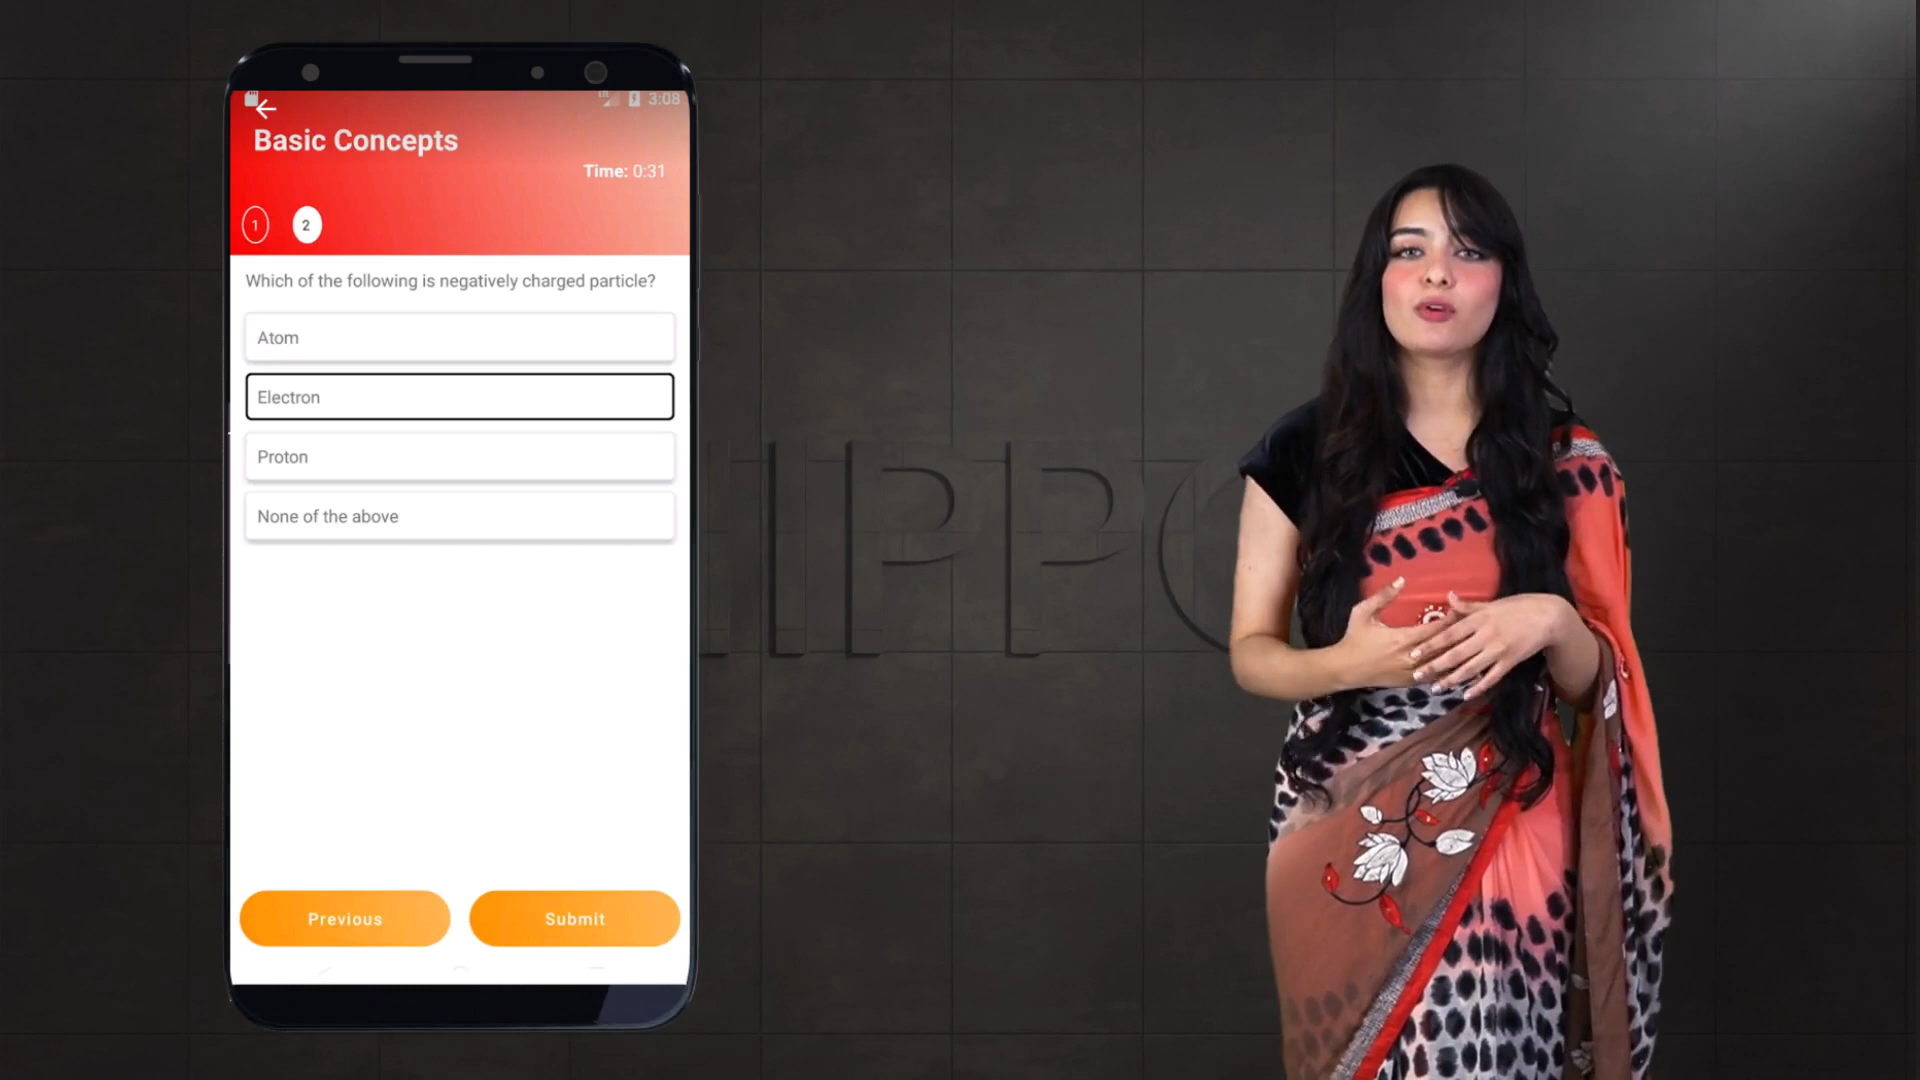 3:08
Basic Concepts
Time: 0:31
1 2
Which of the following is negatively charged particle?
Atom
Electron
Proton
None of the above
Previous Submit